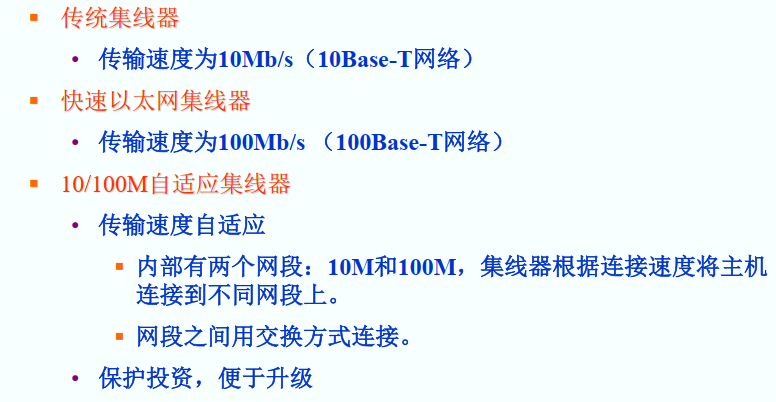 传统集线器
传输速度为10Mb/s（10Base-T网络）
快速以太网集线器
传输速度为100Mb/s （100Base-T网络）
10/100M自适应集线器
传输速度自适应
内部有两个网段：10M和100M，集线器根据连接速度将主机
连接到不同网段上。
网段之间用交换方式连接。
保护投资，便于升级